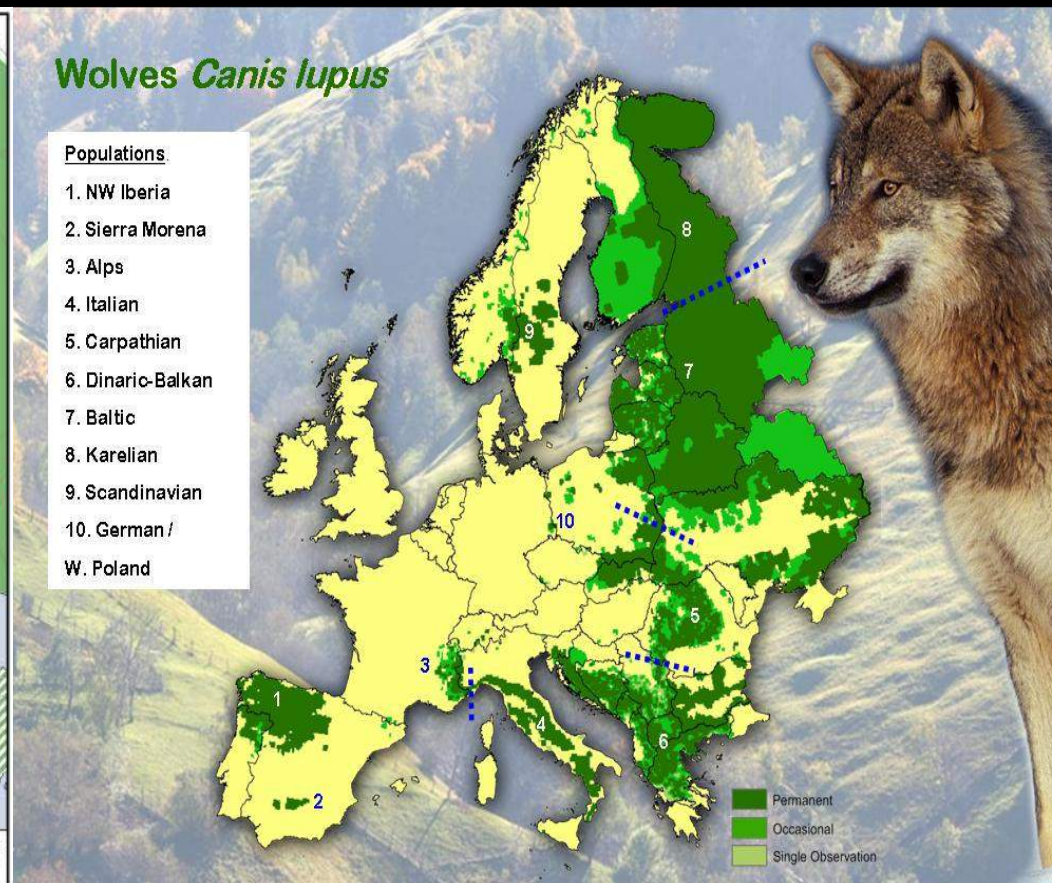 Wolves Canis lupus
Populations
1. NW Iberia
2. Sierra Morena
3. Alps
4. Italian
5. Carpathian
6. Dinaric-Balkan
7. Baltic
8. Karelian
9. Scandinavian
10. German /
W. Poland
8
9
7
10
5
3
1
4
6
2
Permanent
Occasional
Single Observation